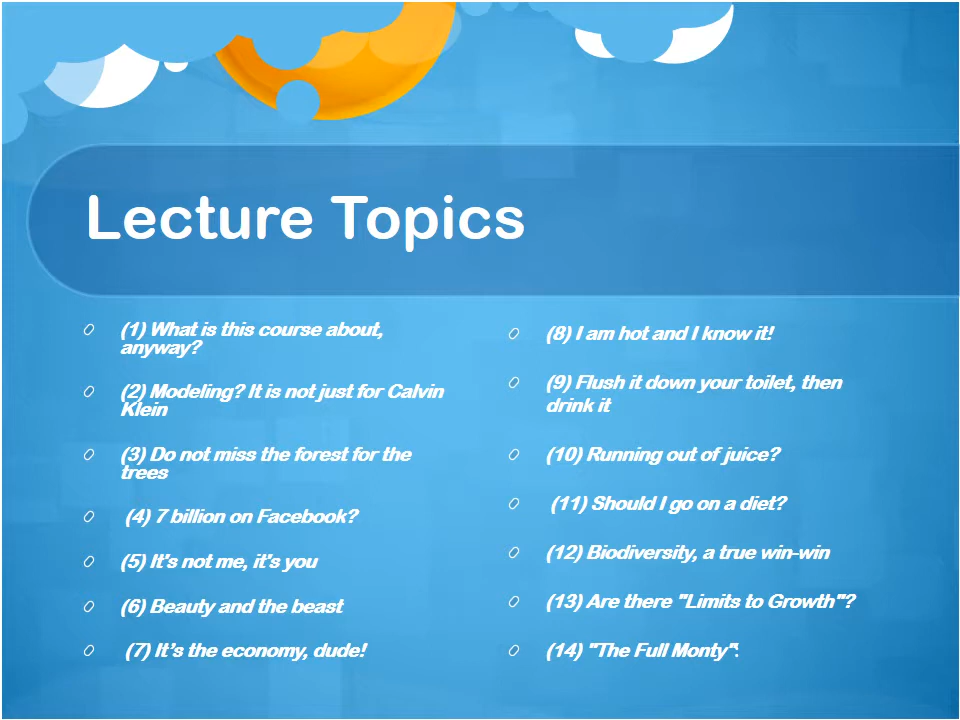 Lecture Topics
(1) What is this course about,
anyway?
(2) Modeling? It is not just for Calvin
Klein
(3) Do not miss the forest for the
trees
(4) 7 billion on Facebook?
(5) It's not me, it's you
(6) Beauty and the beast
(7) It’s the economy, dude!
(8) I am hot and I know it!
(9) Flush it down your toilet, then
drink it
(10) Running out of juice?
(11) Should I go on a diet?
(12) Biodiversity, a true win-win
(13) Are there "Limits to Growth"?
(14) "The Full Monty":